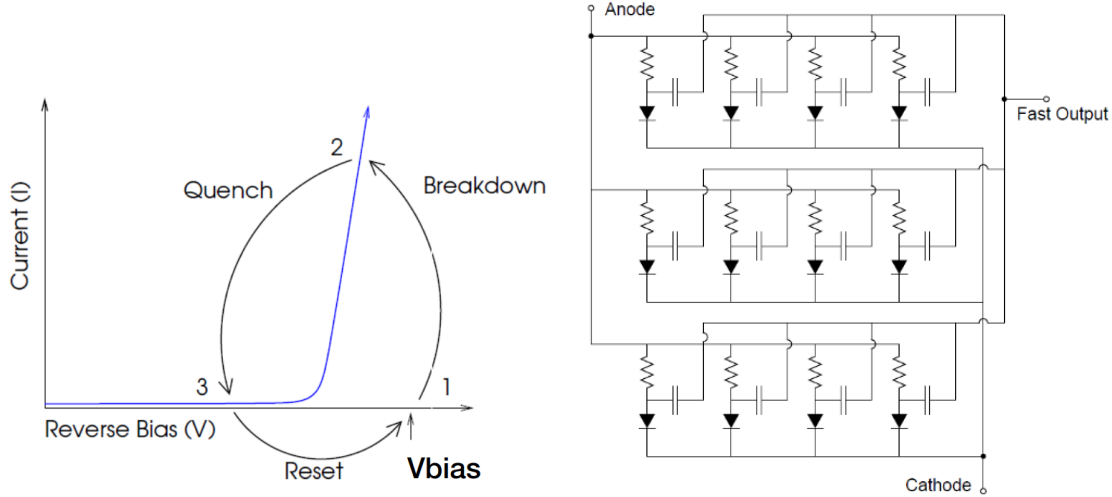 Current (I)
2
Quench
Breakdown
3
1
Reverse Bias (V)
Reset
Vbias
Anode
Fast Output
Cathode